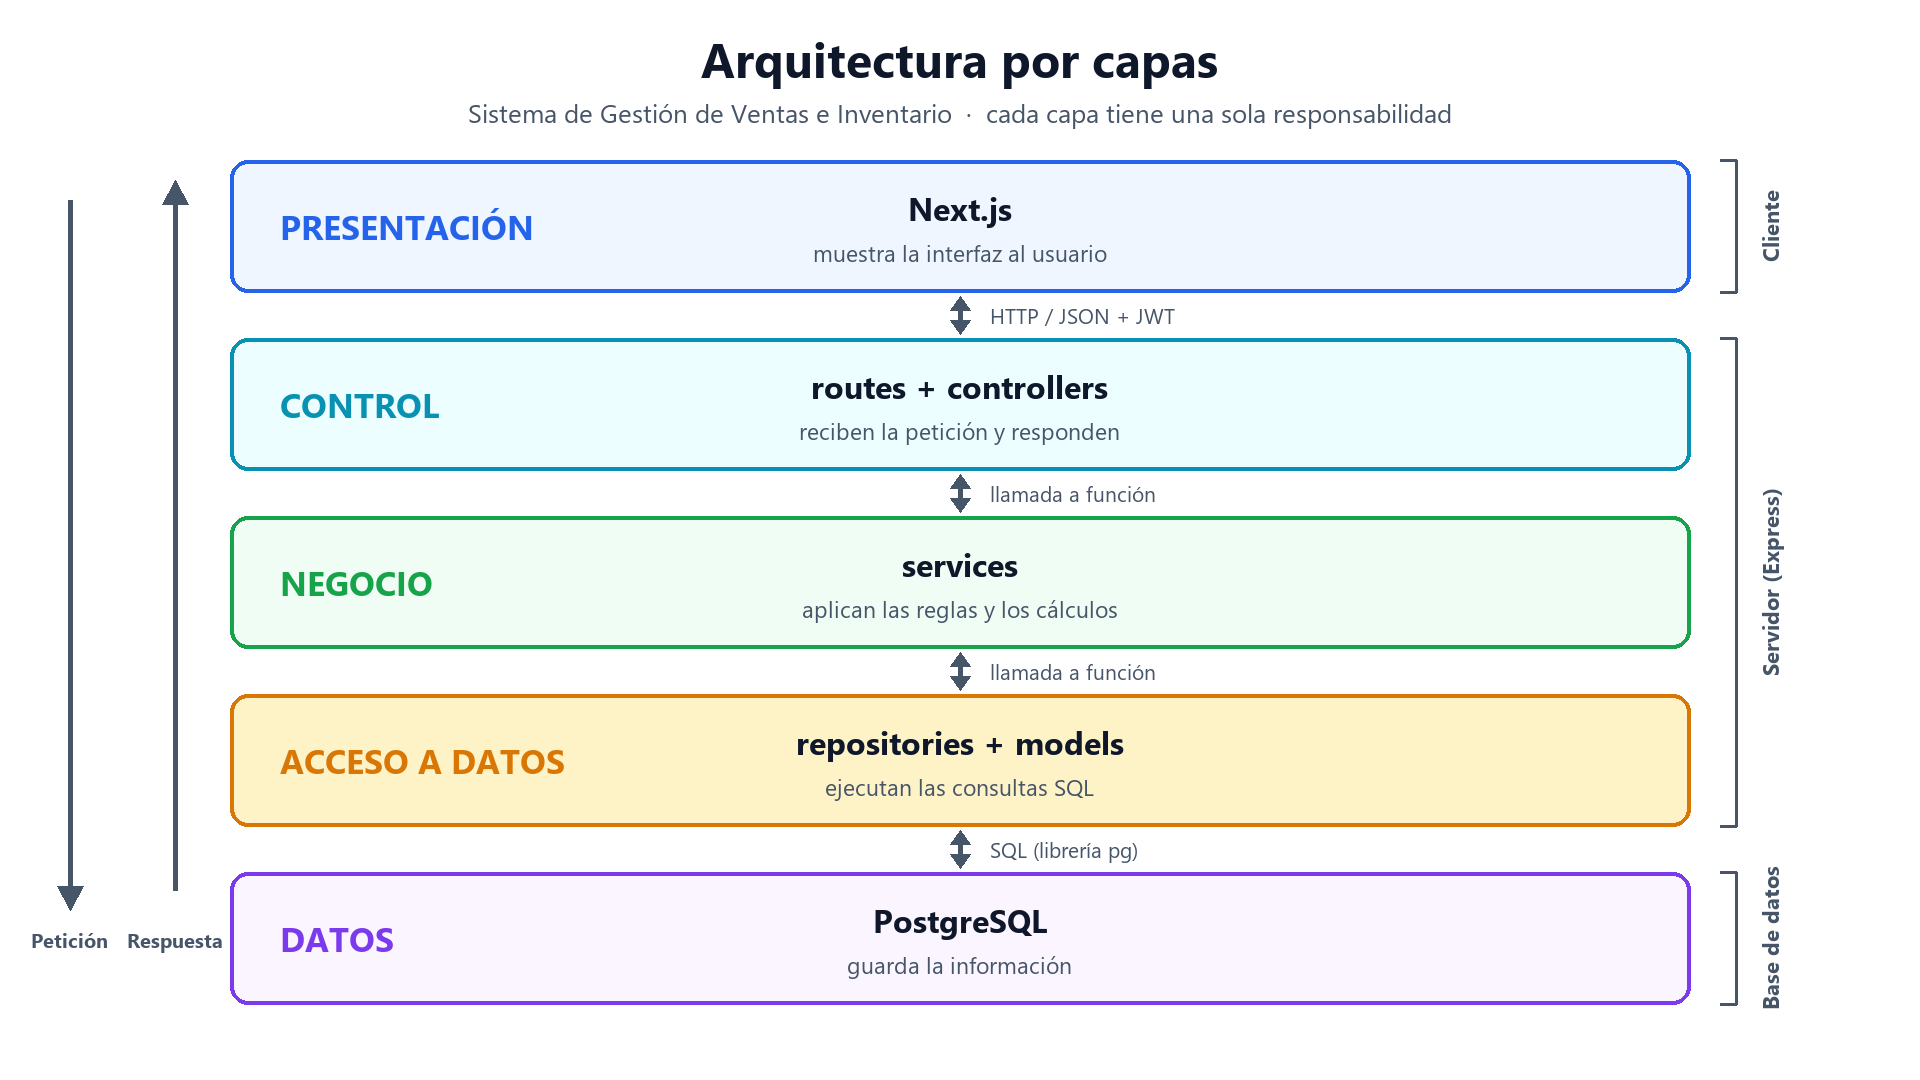 Arquitectura por capas
Sistema de Gestión de Ventas e Inventario · cada capa tiene una sola responsabilidad
PRESENTACIÓN
Next.js
muestra la interfaz al usuario
Cliente
HTTP / JSON + JWT
CONTROL
routes + controllers
reciben la petición y responden
llamada a función
NEGOCIO
services
aplican las reglas y los cálculos
Servidor (Express)
llamada a función
ACCESO A DATOS
repositories + models
ejecutan las consultas SQL
SQL (librería pg)
DATOS
PostgreSQL
guarda la información
Base de datos
Petición
Respuesta